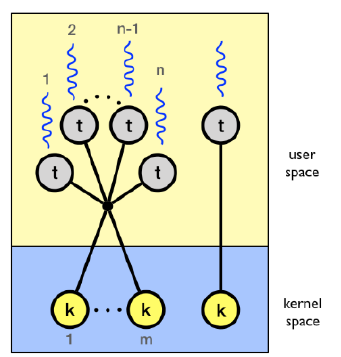 2 n-1
1 n
t t t
t t
user
space
k k k
1 m
kernel
space